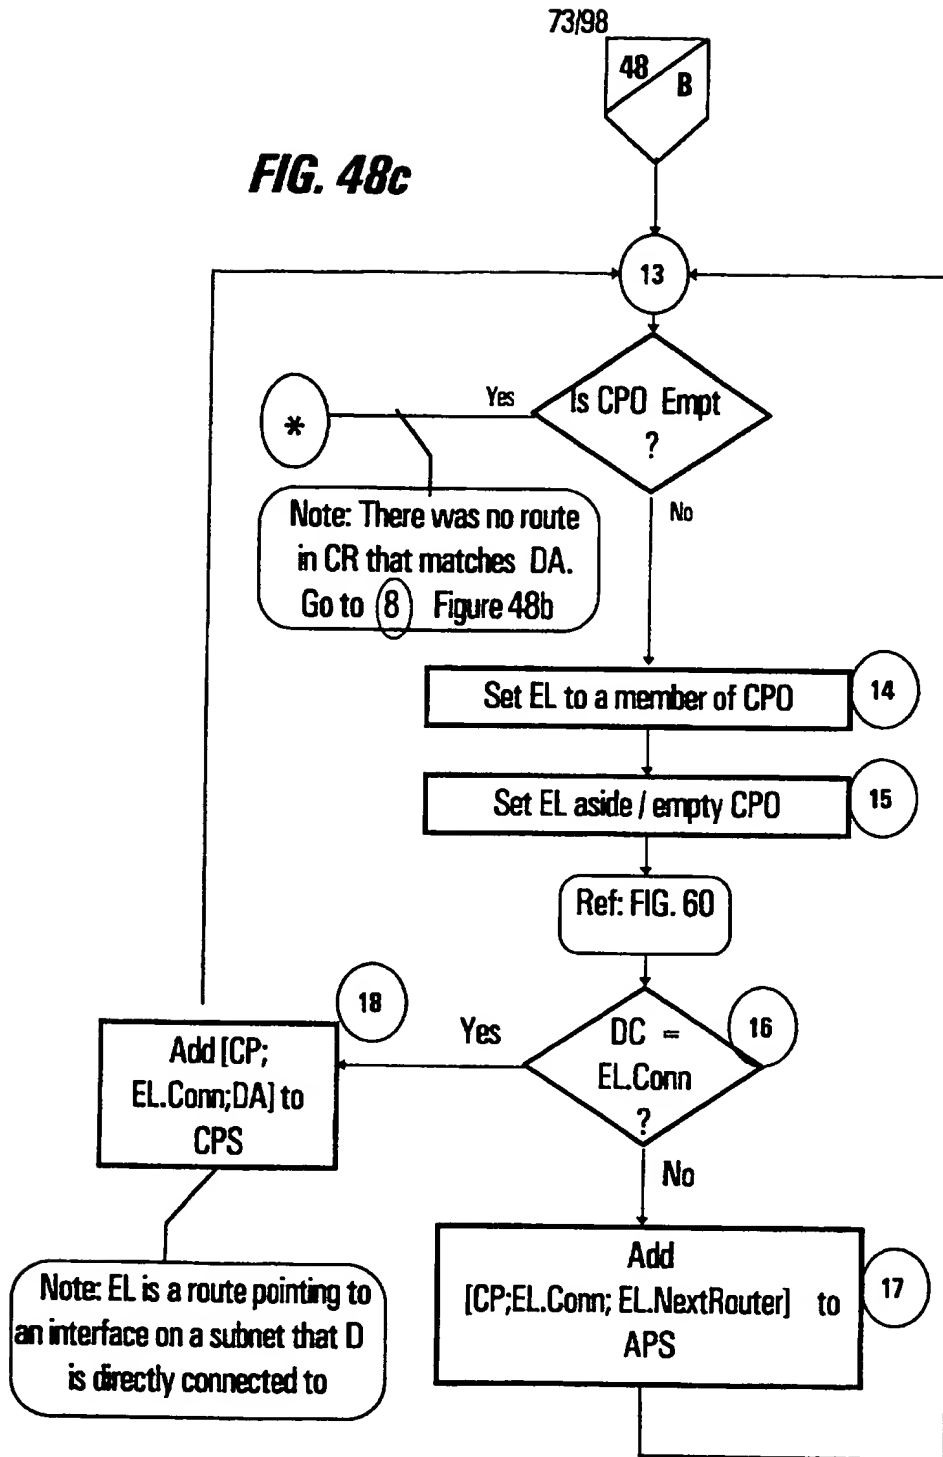 73/98
48
B
FIG. 48c
13
Is CPO Empt
?
Yes
*
No
Note: There was no route
in CR that matches DA.
Go to 8 Figure 48b
Set EL to a member of CPO
14
Set EL aside / empty CPO
15
Ref: FIG. 60
18
DC =
EL.Conn
?
16
Yes
Add [CP;
EL.Conn;DA] to
CPS
No
Add
[CP;EL.Conn; EL.NextRouter] to
APS
17
Note: EL is a route pointing to
an interface on a subnet that D
is directly connected to